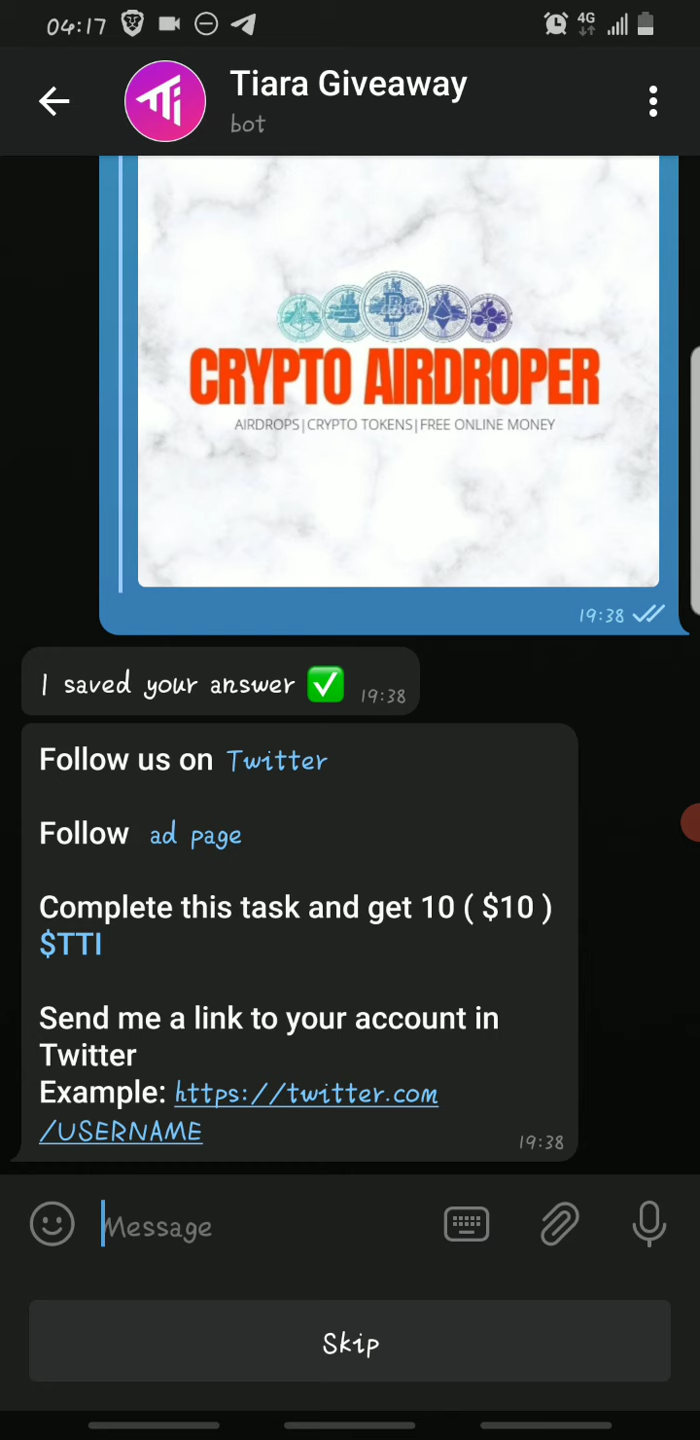 04:17
4G
Tiara Giveaway
bot
CRYPTO AIRDROPER
AIRDROPS|CRYPTO TOKENS|FREE ONLINE MONEY
19:38
I saved your answer ✅
19:38
Follow us on Twitter
Follow ad page
Complete this task and get 10 ( $10 )
$TTI
Send me a link to your account in
Twitter
Example: https://twitter.com
/USERNAME
19:38
Message
Skip